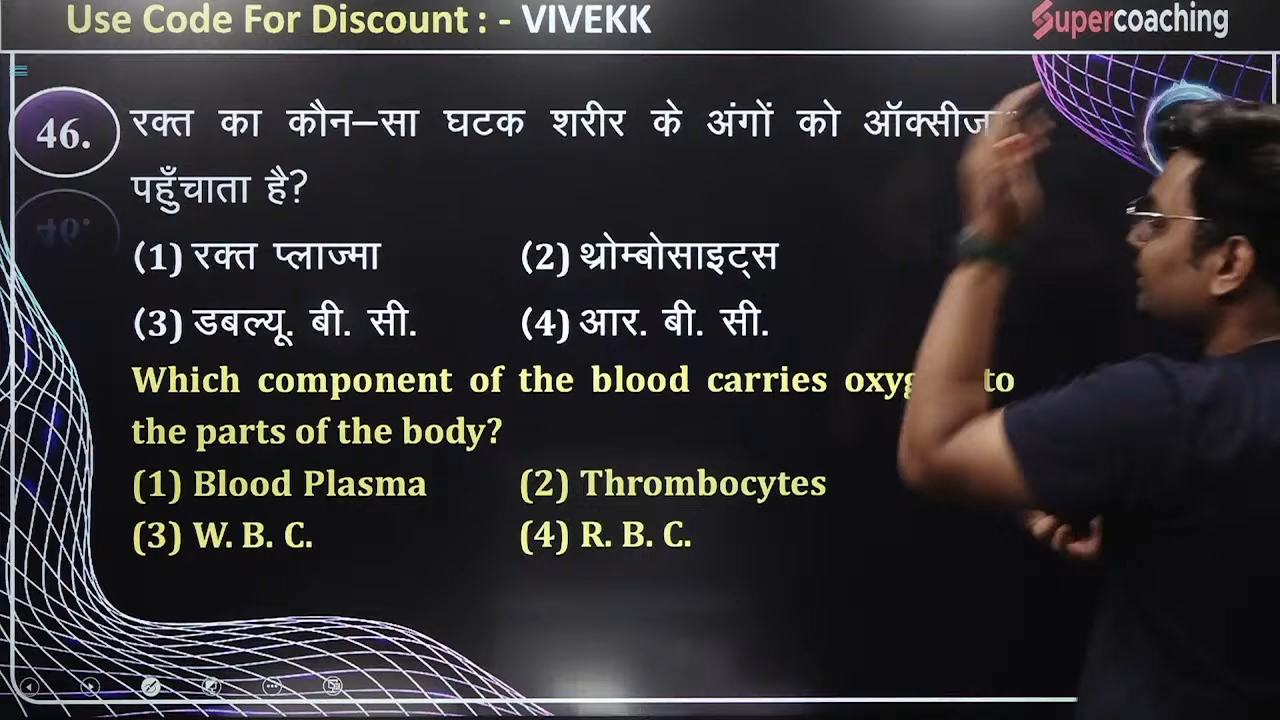 Use Code For Discount : - VIVEKK
Supercoaching
46. रक्त का कौन–सा घटक शरीर के अंगों को
पहुँचाता है?
(1) रक्त प्लाज्मा (2) थ्रोम्बोसाइट्स
(3) डबल्यू. बी. सी. (4) आर. बी. सी.
Which component of the blood carries to
the parts of the body?
(1) Blood Plasma (2) Thrombocytes
(3) W. B. C. (4) R. B. C.